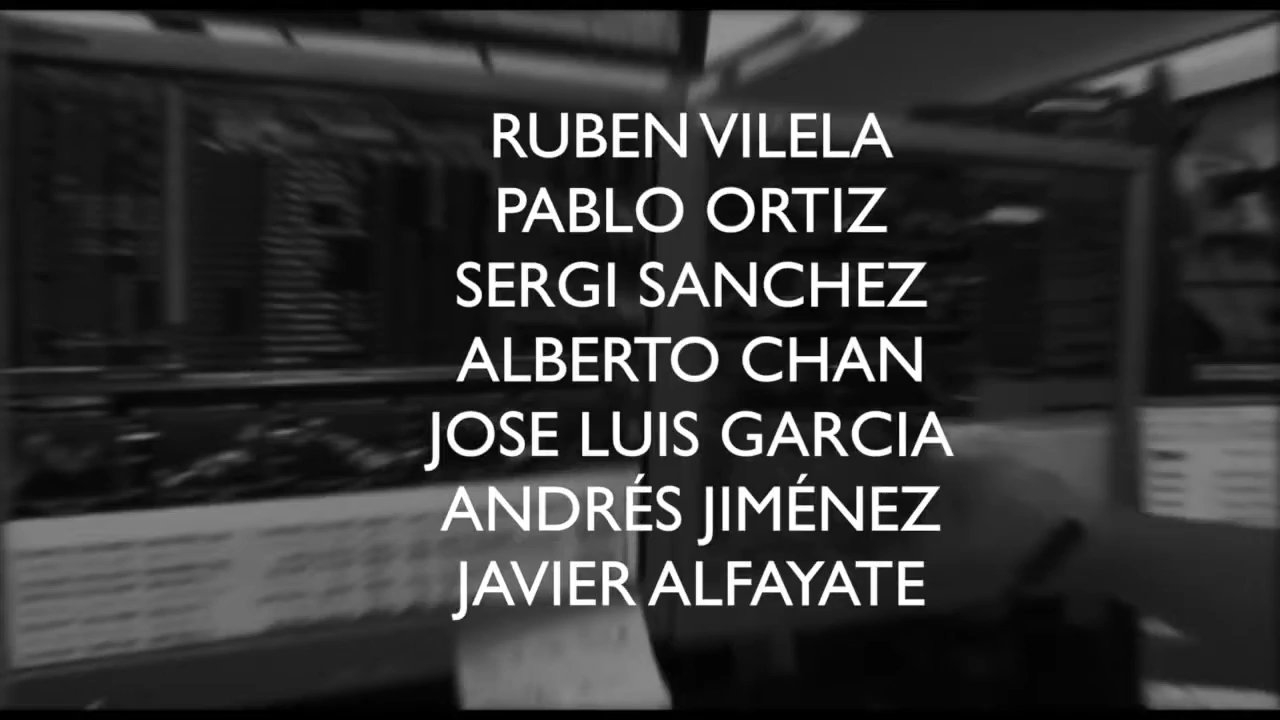 RUBEN VILELA
PABLO ORTIZ
SERGI SANCHEZ
ALBERTO CHAN
JOSE LUIS GARCIA
ANDRÉS JIMÉNEZ
JAVIER ALFAYATE